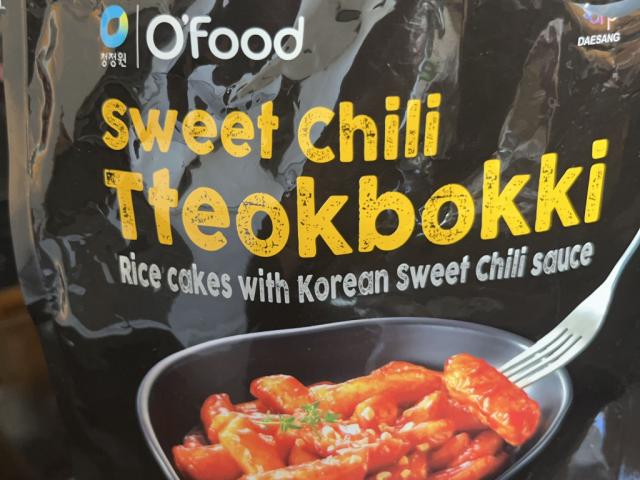 청정원
O'Food
DAESANG
Sweet Chili
Tteokbokki
Rice cakes with Korean Sweet Chili sauce